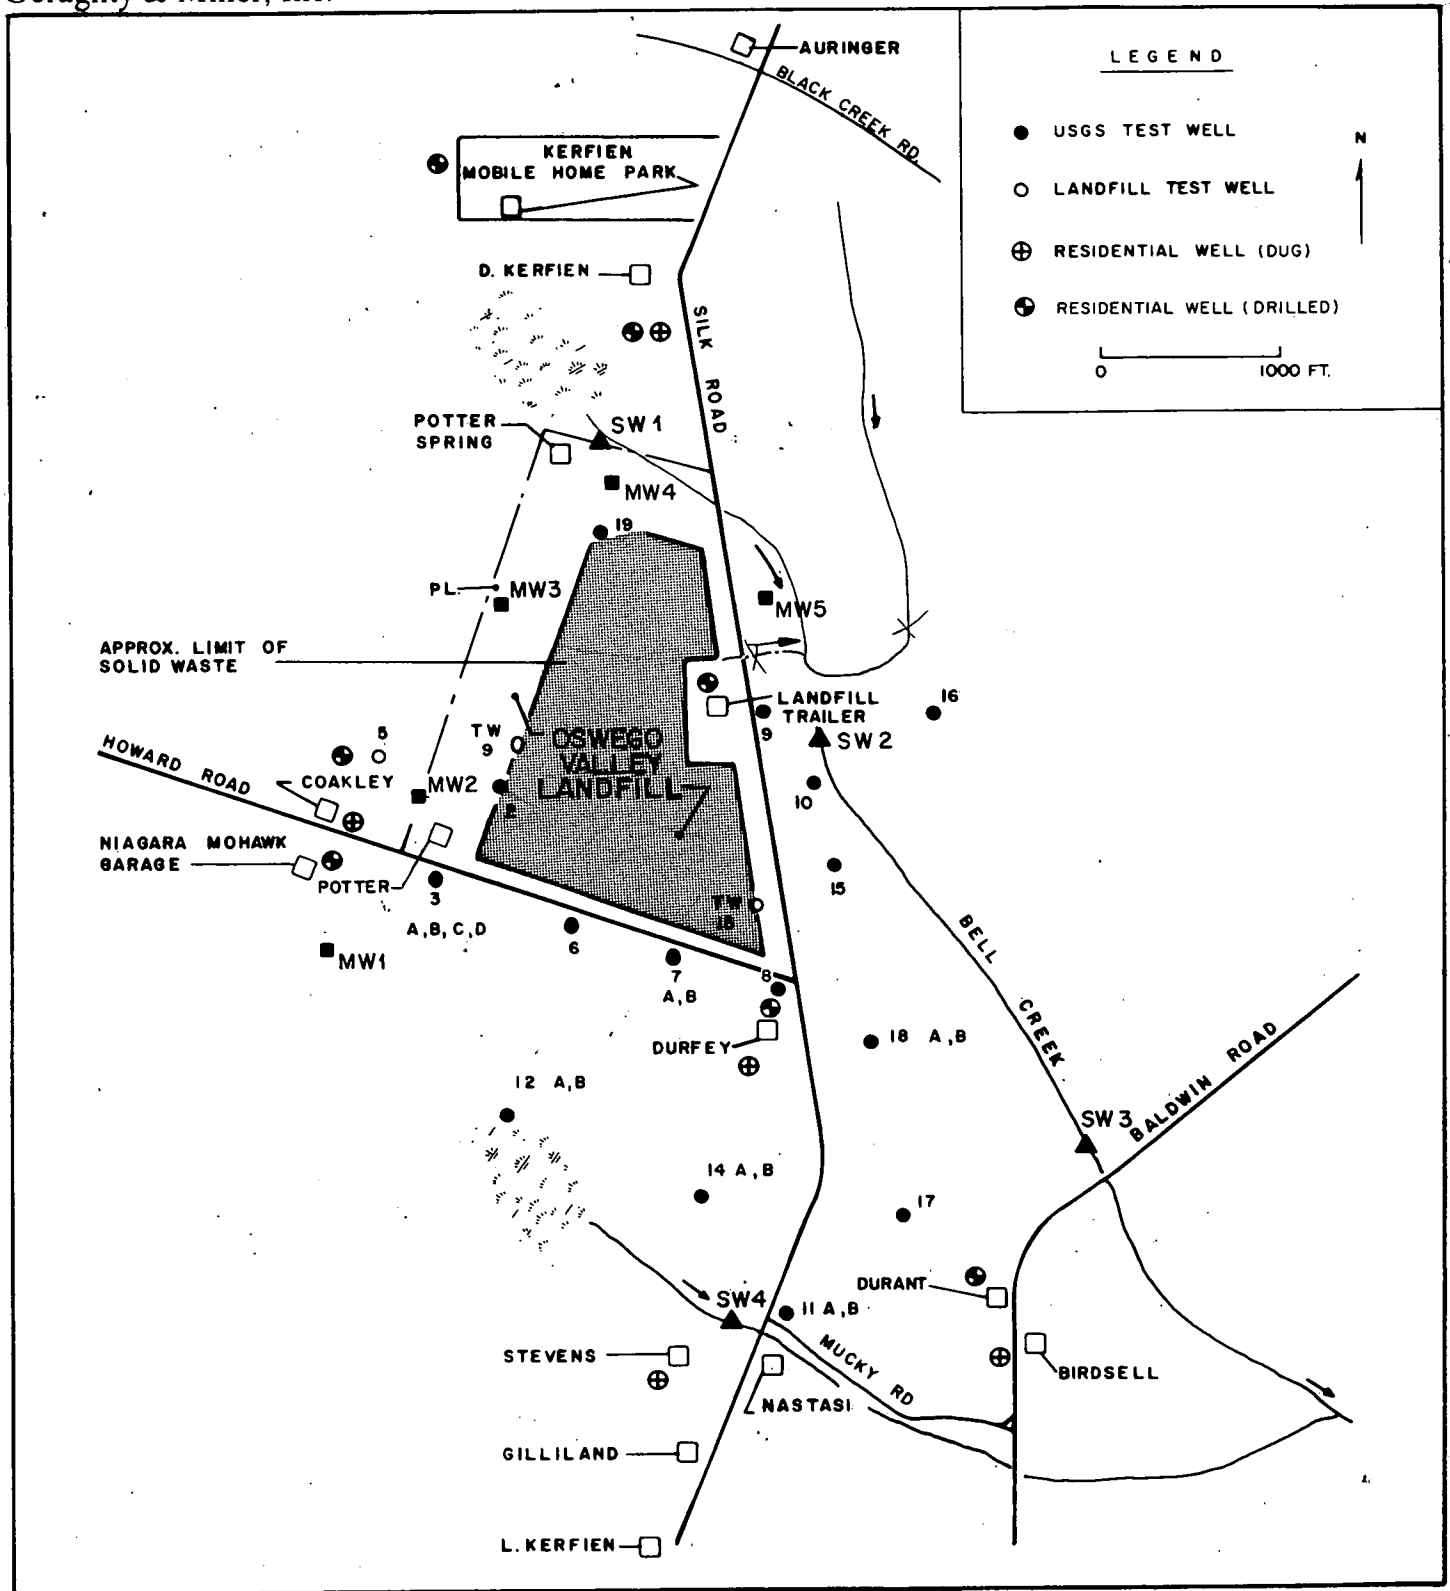 & Miller, Inc.
AURINGER
BLACK CREEK RD.
LEGEND
USGS TEST WELL
LANDFILL TEST WELL
RESIDENTIAL WELL (DUG)
RESIDENTIAL WELL (DRILLED)
N
0 1000 FT.
KERFIEN
MOBILE HOME PARK
D. KERFIEN
SILK ROAD
POTTER
SPRING
SW1
MW4
19
PL.
MW3
MW5
APPROX. LIMIT OF
SOLID WASTE
LANDFILL
TRAILER
16
9
SW2
TW
9
OSWEGO
VALLEY
LANDFILL
5
HOWARD ROAD
COAKLEY
MW2
2
10
NIAGARA MOHAWK
GARAGE
POTTER
3
A,B,C,D
15
TW
18
MW1
6
7
A,B
8
BELL CREEK
DURFEY
18 A,B
12 A,B
SW3
BALDWIN ROAD
14 A,B
17
DURANT
SW4
11 A,B
MUCKY RD
STEVENS
BIRDSELL
NASTASI
GILLILAND
L. KERFIEN